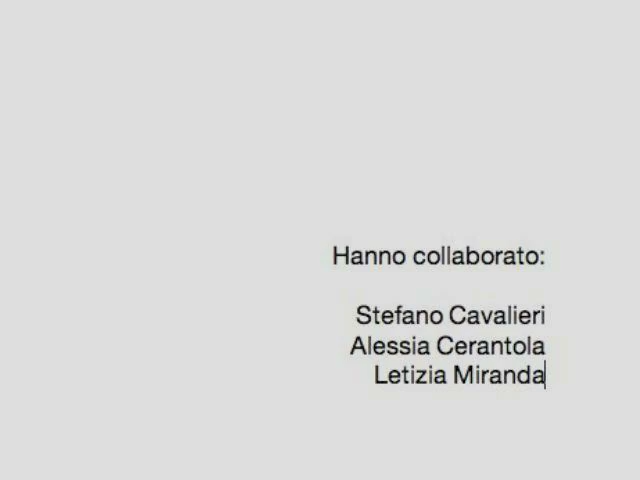 Hanno collaborato:
Stefano Cavalieri
Alessia Cerantola
Letizia Miranda